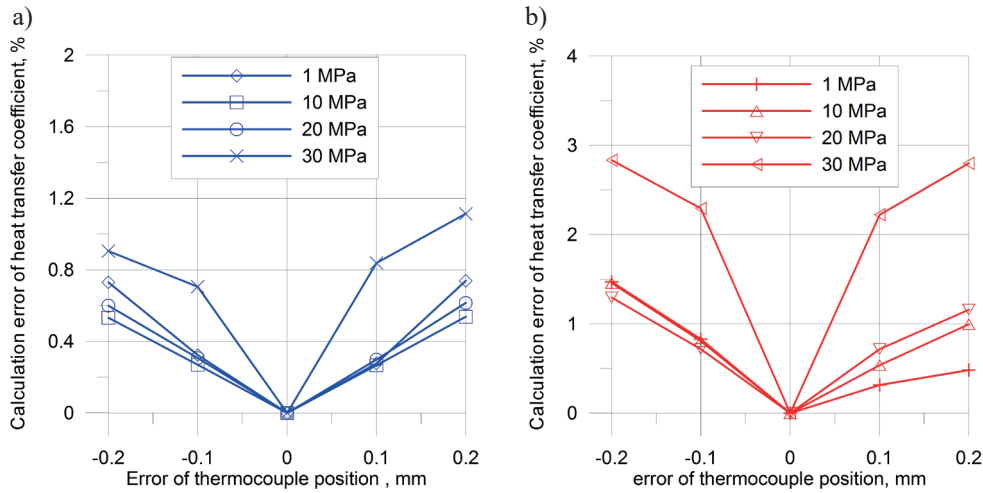 a)
Calculation error of heat transfer coefficient, %
2
1.6
1.2
0.8
0.4
0
1 MPa
10 MPa
20 MPa
30 MPa
-0.2 -0.1 0 0.1 0.2
Error of thermocouple position , mm
b)
Calculation error of heat transfer coefficient, %
4
3
2
1
0
1 MPa
10 MPa
20 MPa
30 MPa
-0.2 -0.1 0 0.1 0.2
error of thermocouple position, mm